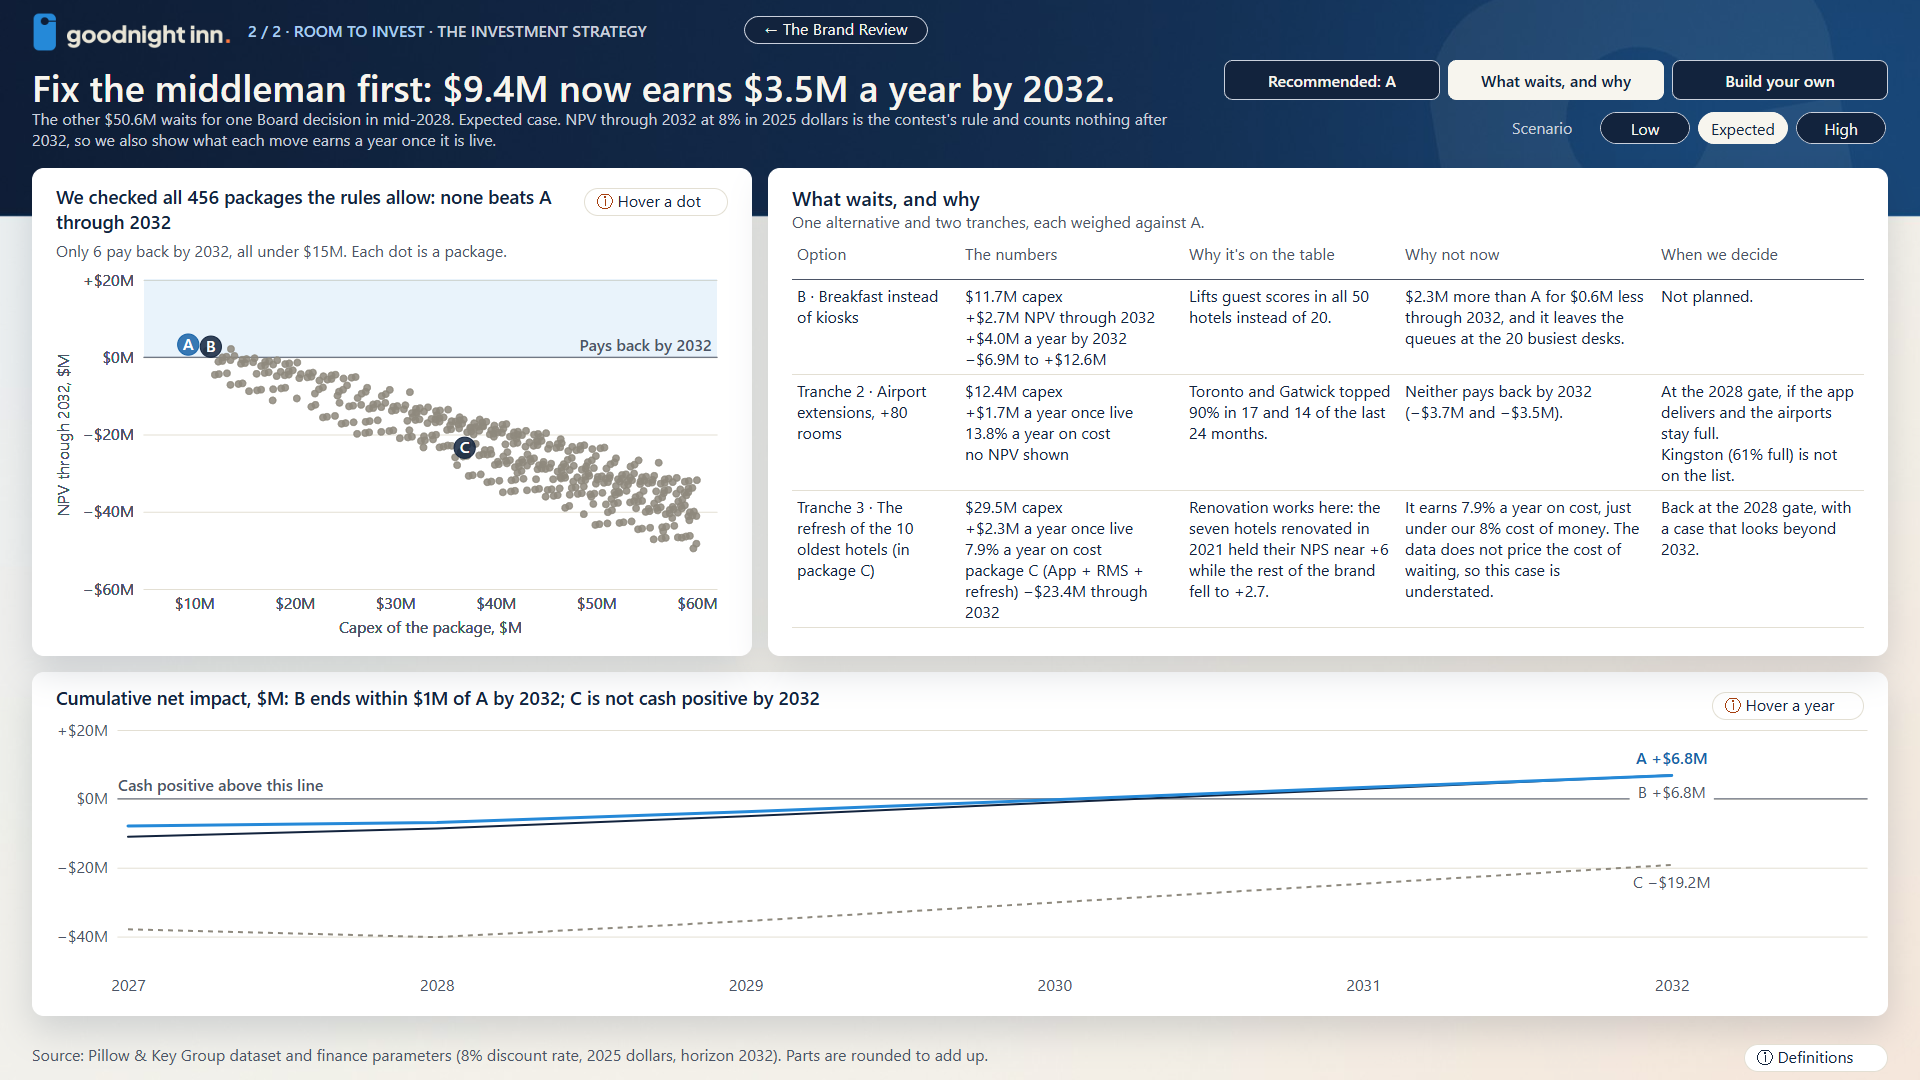 goodnight inn.
2 / 2 · ROOM TO INVEST · THE INVESTMENT STRATEGY
← The Brand Review
Fix the middleman first: $9.4M now earns $3.5M a year by 2032.
The other $50.6M waits for one Board decision in mid-2028. Expected case. NPV through 2032 at 8% in 2025 dollars is the contest's rule and counts nothing after
2032, so we also show what each move earns a year once it is live.
Recommended: A
What waits, and why
Build your own
Scenario
Low
Expected
High
We checked all 456 packages the rules allow: none beats A
through 2032
ⓘ Hover a dot
Only 6 pay back by 2032, all under $15M. Each dot is a package.
+$20M
$0M
−$20M
−$40M
−$60M
NPV through 2032, $M
Pays back by 2032
A
B
C
$10M
$20M
$30M
$40M
$50M
$60M
Capex of the package, $M
What waits, and why
One alternative and two tranches, each weighed against A.
Option
The numbers
Why it's on the table
Why not now
When we decide
B · Breakfast instead
of kiosks
$11.7M capex
+$2.7M NPV through 2032
+$4.0M a year by 2032
−$6.9M to +$12.6M
Lifts guest scores in all 50
hotels instead of 20.
$2.3M more than A for $0.6M less
through 2032, and it leaves the
queues at the 20 busiest desks.
Not planned.
Tranche 2 · Airport
extensions, +80
rooms
$12.4M capex
+$1.7M a year once live
13.8% a year on cost
no NPV shown
Toronto and Gatwick topped
90% in 17 and 14 of the last
24 months.
Neither pays back by 2032
(−$3.7M and −$3.5M).
At the 2028 gate, if the app
delivers and the airports
stay full.
Kingston (61% full) is not
on the list.
Tranche 3 · The
refresh of the 10
oldest hotels (in
package C)
$29.5M capex
+$2.3M a year once live
7.9% a year on cost
package C (App + RMS +
refresh) −$23.4M through
2032
Renovation works here: the
seven hotels renovated in
2021 held their NPS near +6
while the rest of the brand
fell to +2.7.
It earns 7.9% a year on cost, just
under our 8% cost of money. The
data does not price the cost of
waiting, so this case is
understated.
Back at the 2028 gate, with
a case that looks beyond
2032.
Cumulative net impact, $M: B ends within $1M of A by 2032; C is not cash positive by 2032
ⓘ Hover a year
+$20M
$0M
−$20M
−$40M
Cash positive above this line
A +$6.8M
B +$6.8M
C −$19.2M
2027
2028
2029
2030
2031
2032
Source: Pillow & Key Group dataset and finance parameters (8% discount rate, 2025 dollars, horizon 2032). Parts are rounded to add up.
ⓘ Definitions